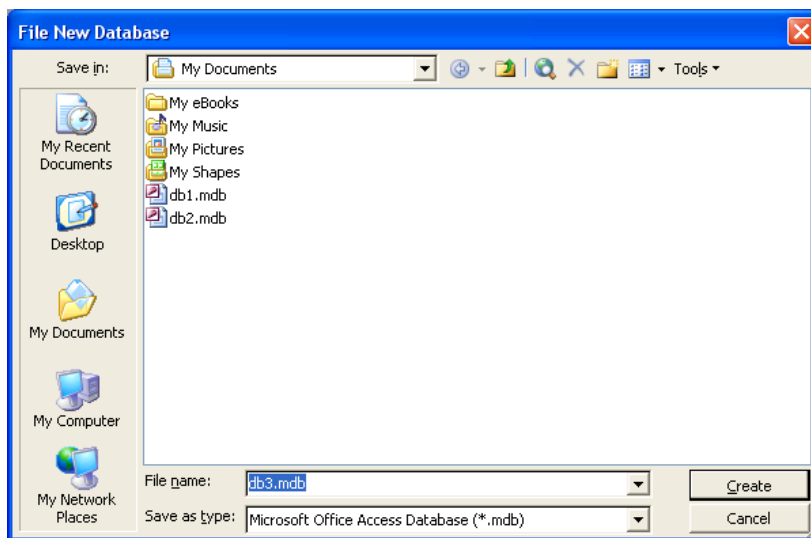 File New Database
Save in:
My Documents
Tools
My Recent
Documents
Desktop
My Documents
My Computer
My Network
Places
My eBooks
My Music
My Pictures
My Shapes
db1.mdb
db2.mdb
File name:
db3.mdb
Create
Save as type:
Microsoft Office Access Database (*.mdb)
Cancel